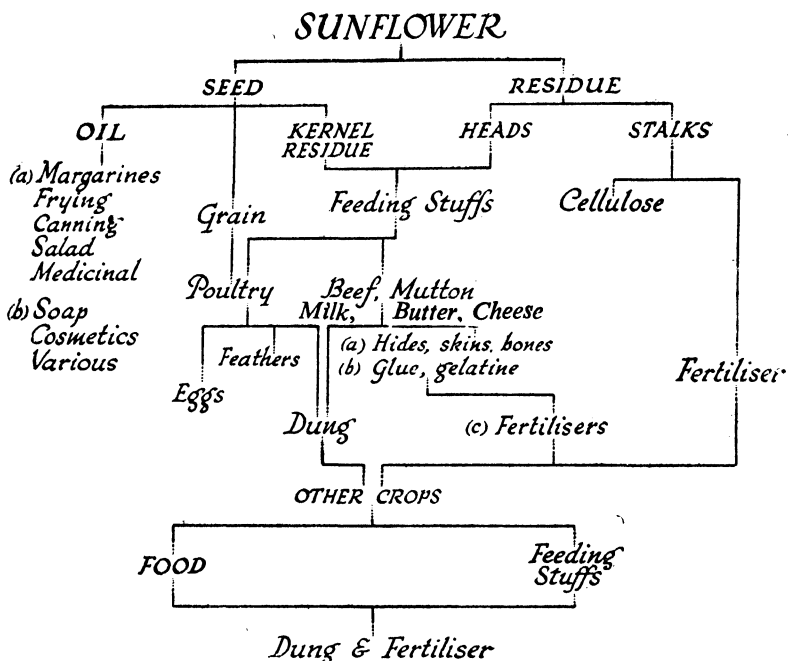 SUNFLOWER
SEED
RESIDUE
OIL
KERNEL
RESIDUE
HEADS
STALKS
(a) Margarines
Frying
Canning
Salad
Medicinal
(b) Soap
Cosmetics
Various
Grain
Feeding Stuffs
Cellulose
Poultry
Beef, Mutton
Milk, Butter, Cheese
(a) Hides, skins, bones
(b) Glue, gelatine
Feathers
Eggs
Fertiliser
Dung
(c) Fertilisers
OTHER CROPS
FOOD
Feeding
Stuffs
Dung & Fertiliser